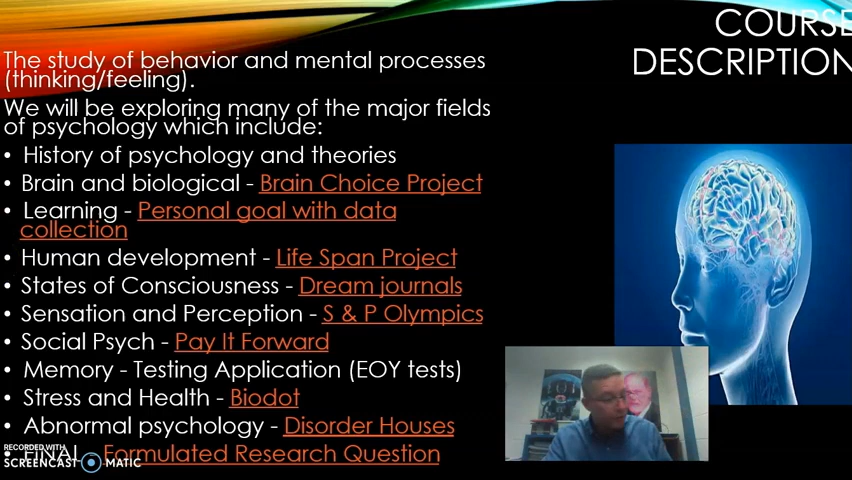 COURSE
DESCRIPTION
The study of behavior and mental processes
(thinking/feeling).
We will be exploring many of the major fields
of psychology which include:
• History of psychology and theories
• Brain and biological - Brain Choice Project
• Learning - Personal goal with data
collection
• Human development - Life Span Project
• States of Consciousness - Dream journals
• Sensation and Perception - S & P Olympics
• Social Psych - Pay It Forward
• Memory - Testing Application (EOY tests)
• Stress and Health - Biodot
• Abnormal psychology - Disorder Houses
• FINAL - Formulated Research Question
RECORDED WITH
SCREENCAST MATIC